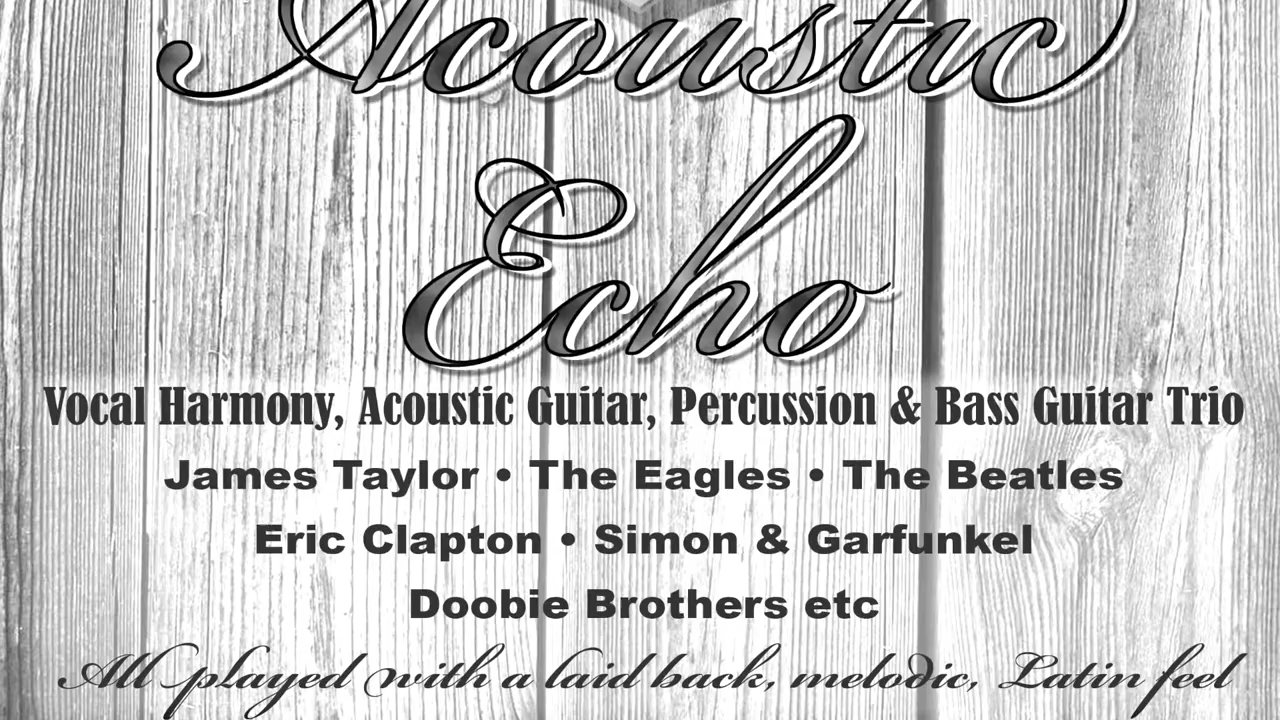 Acoustic
Echo
Vocal Harmony, Acoustic Guitar, Percussion & Bass Guitar Trio
James Taylor • The Eagles • The Beatles
Eric Clapton • Simon & Garfunkel
Doobie Brothers etc
All played with a laid back, melodic, Latin feel